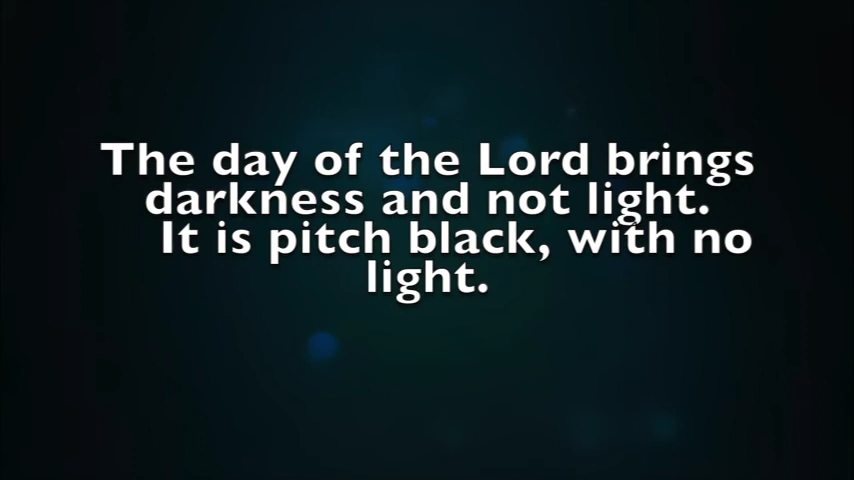 The day of the Lord brings
darkness and not light.
It is pitch black, with no
light.